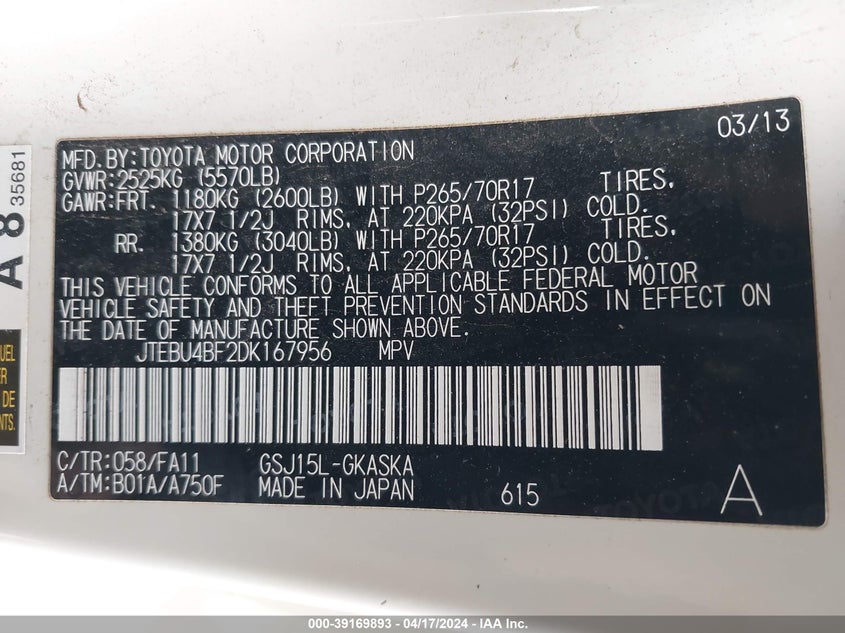 A 8
35681
UEL
ER
DE
NTS.
03/13
MFD.BY:TOYOTA MOTOR CORPORATION
GVWR:2525KG (5570LB)
GAWR:FRT. 1180KG (2600LB) WITH P265/70R17 TIRES,
17X7 1/2J RIMS, AT 220KPA (32PSI) COLD.
RR. 1380KG (3040LB) WITH P265/70R17 TIRES,
17X7 1/2J RIMS, AT 220KPA (32PSI) COLD.
THIS VEHICLE CONFORMS TO ALL APPLICABLE FEDERAL MOTOR
VEHICLE SAFETY AND THEFT PREVENTION STANDARDS IN EFFECT ON
THE DATE OF MANUFACTURE SHOWN ABOVE.
JTEBU4BF2DK167956 MPV
C/TR:058/FA11 GSJ15L-GKASKA
A/TM:B01A/A750F MADE IN JAPAN 615 A
000-39169893 - 04/17/2024 - IAA Inc.